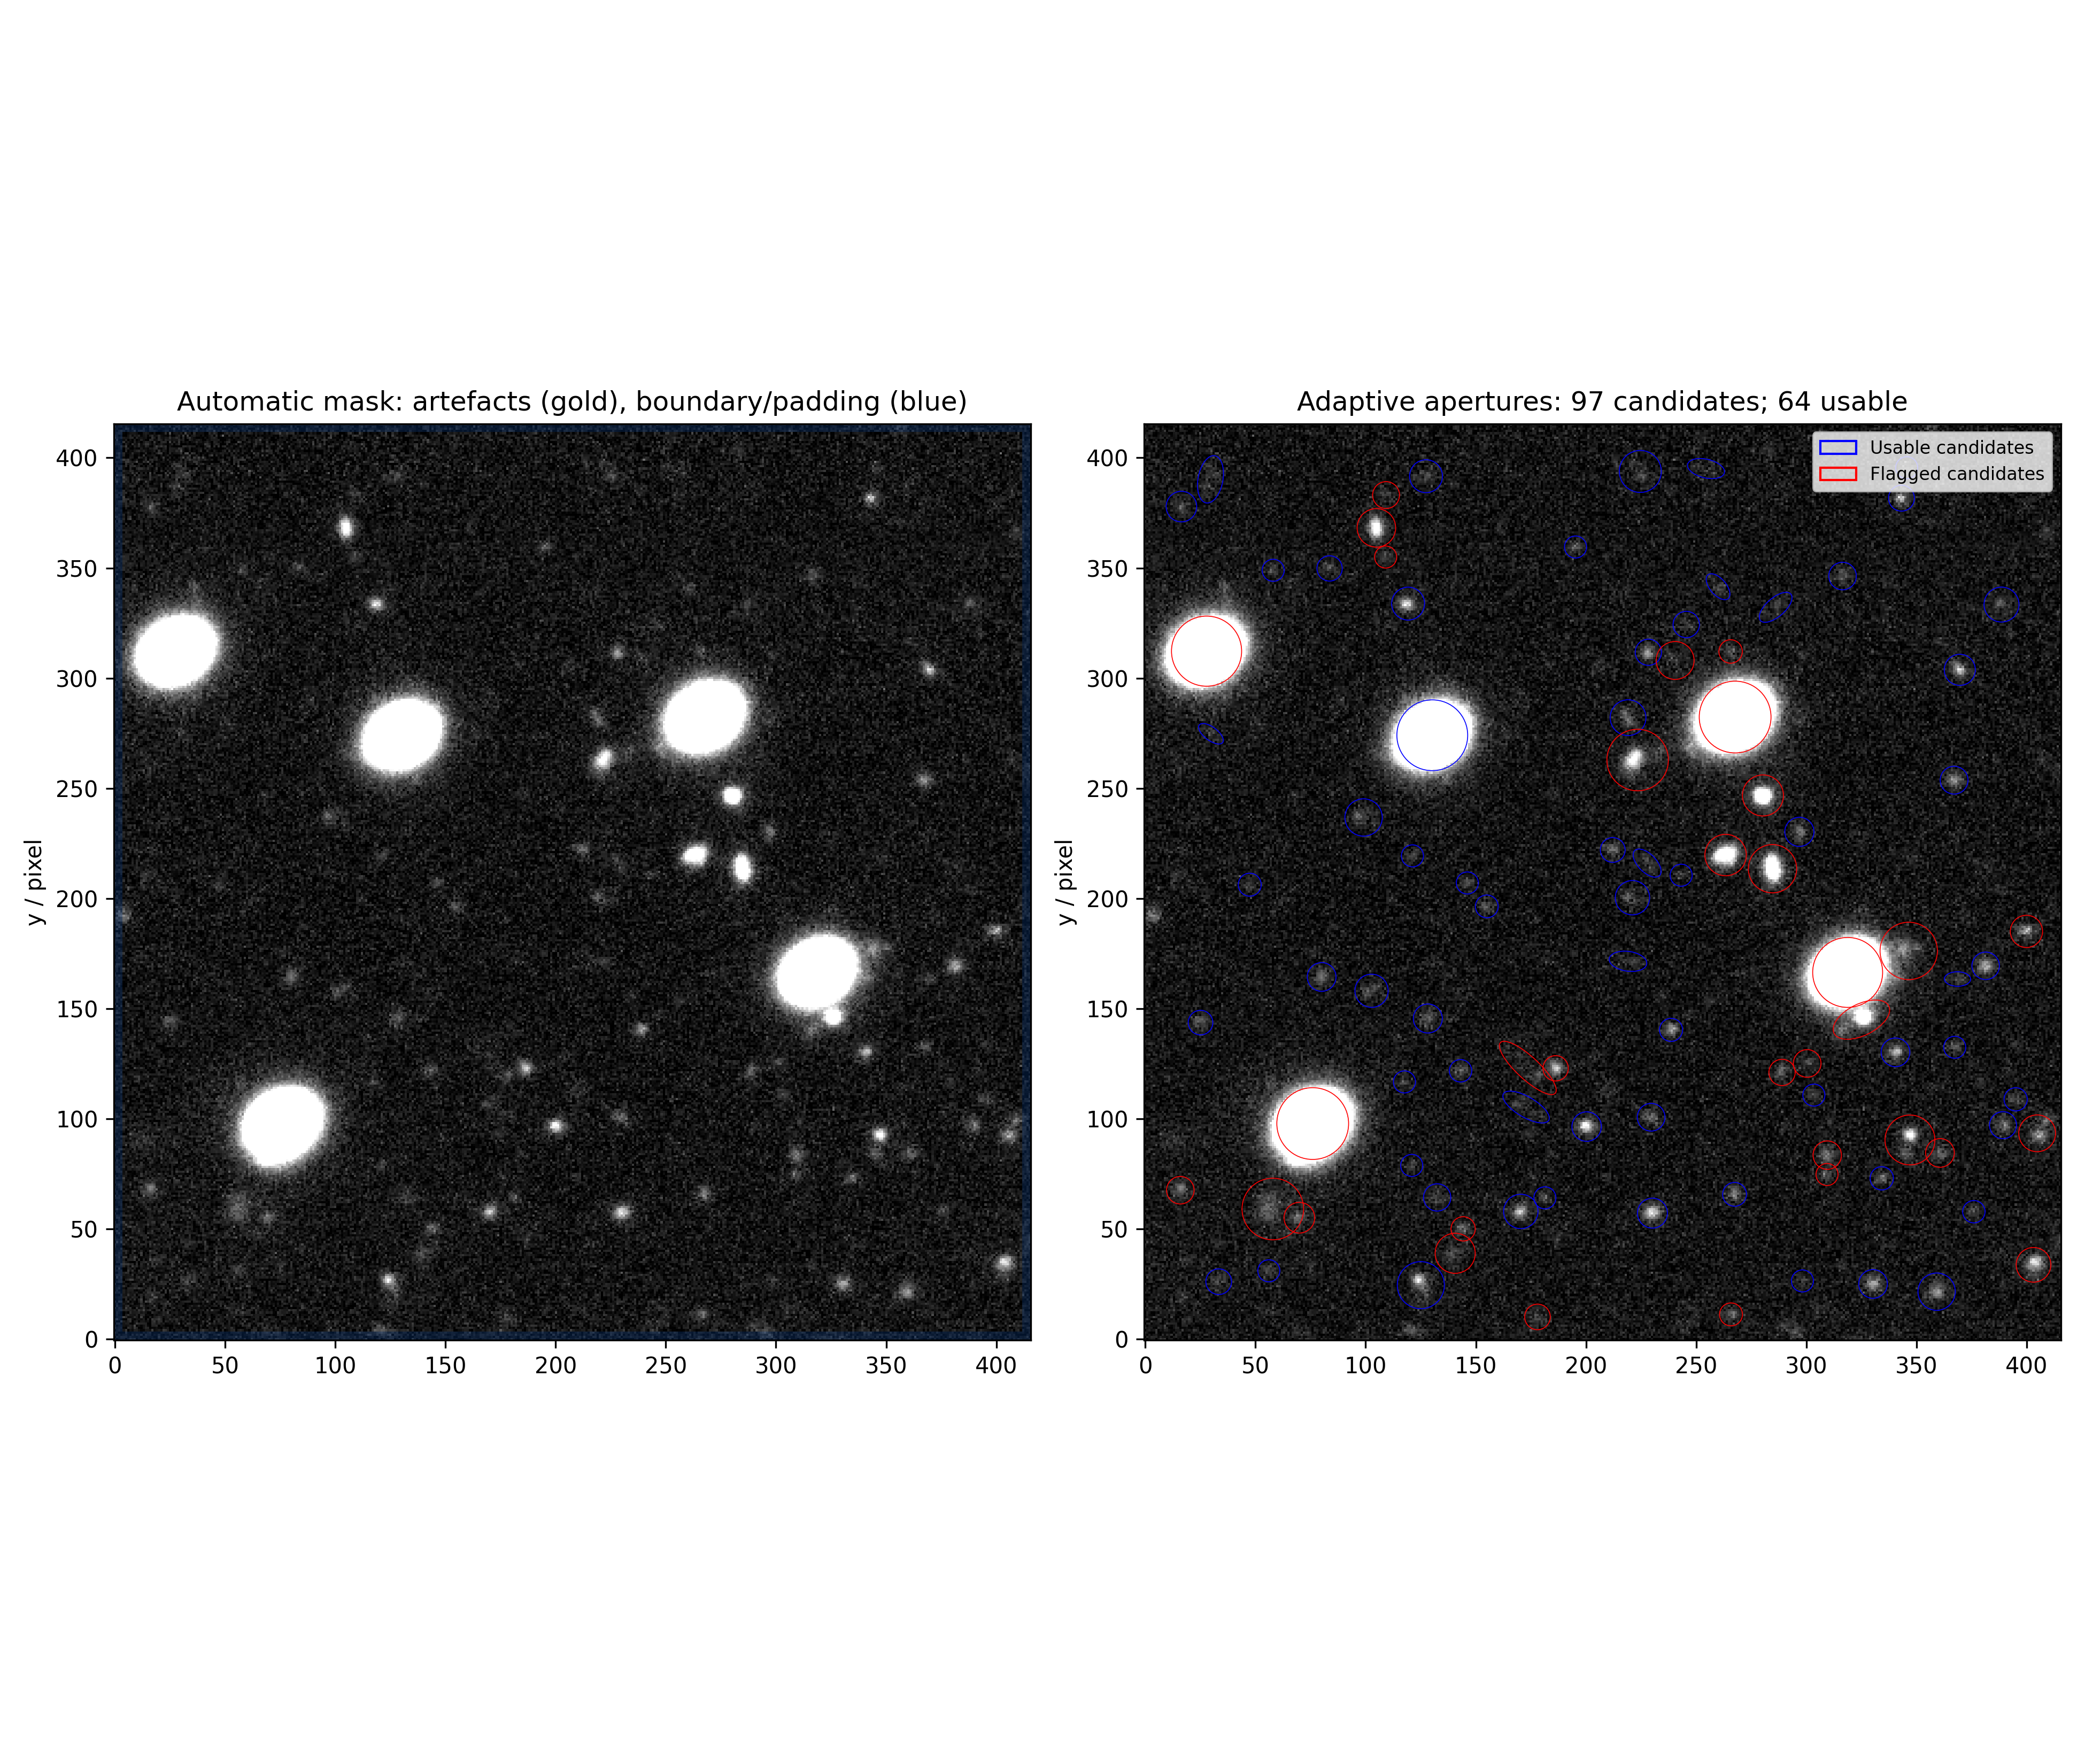 Automatic mask: artefacts (gold), boundary/padding (blue)
y / pixel
400
350
300
250
200
150
100
50
0
0 50 100 150 200 250 300 350 400
Adaptive apertures: 97 candidates; 64 usable
Usable candidates
Flagged candidates
y / pixel
400
350
300
250
200
150
100
50
0
0 50 100 150 200 250 300 350 400